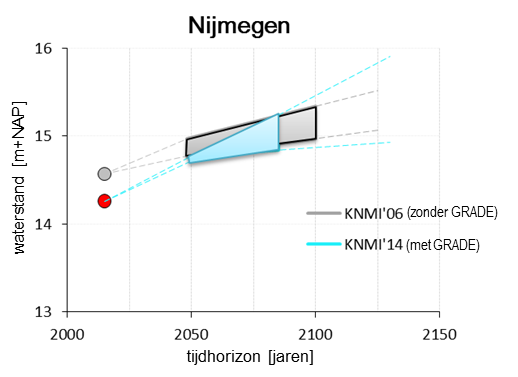 Nijmegen
16
15
14
13
waterstand [m+NAP]
KNMI'06 (zonder GRADE)
KNMI'14 (met GRADE)
2000
2050
2100
2150
tijdhorizon [jaren]